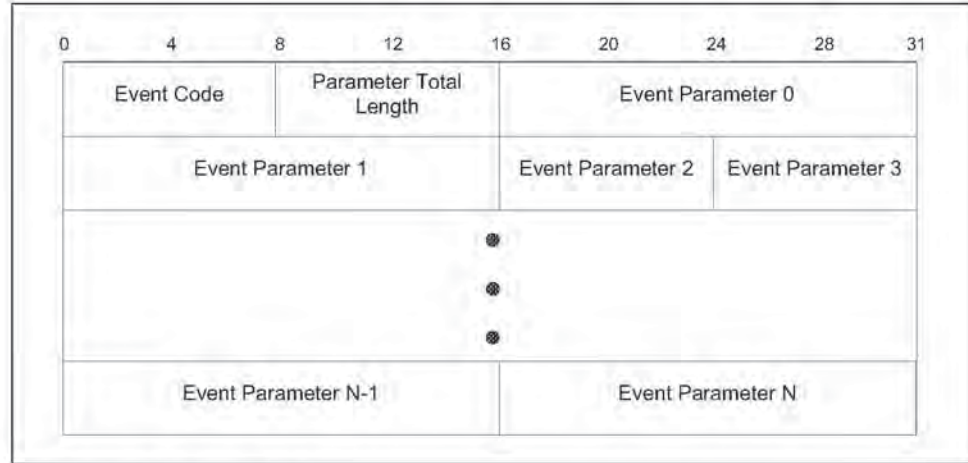 0 4 8 12 16 20 24 28 31
Event Code
Parameter Total
Length
Event Parameter 0
Event Parameter 1
Event Parameter 2
Event Parameter 3
Event Parameter N-1
Event Parameter N